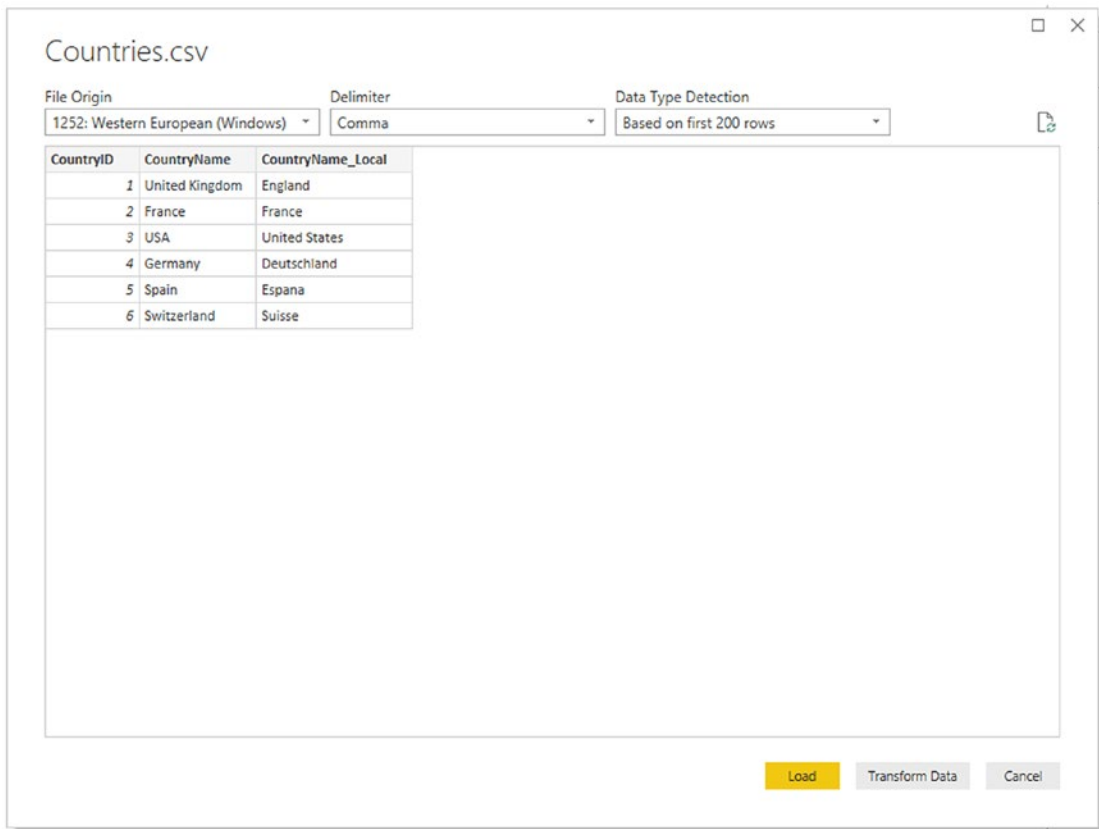 Countries.csv
File Origin Delimiter Data Type Detection
1252: Western European (Windows) Comma Based on first 200 rows
CountryID CountryName CountryName_Local
1 United Kingdom England
2 France France
3 USA United States
4 Germany Deutschland
5 Spain Espana
6 Switzerland Suisse
Load Transform Data Cancel